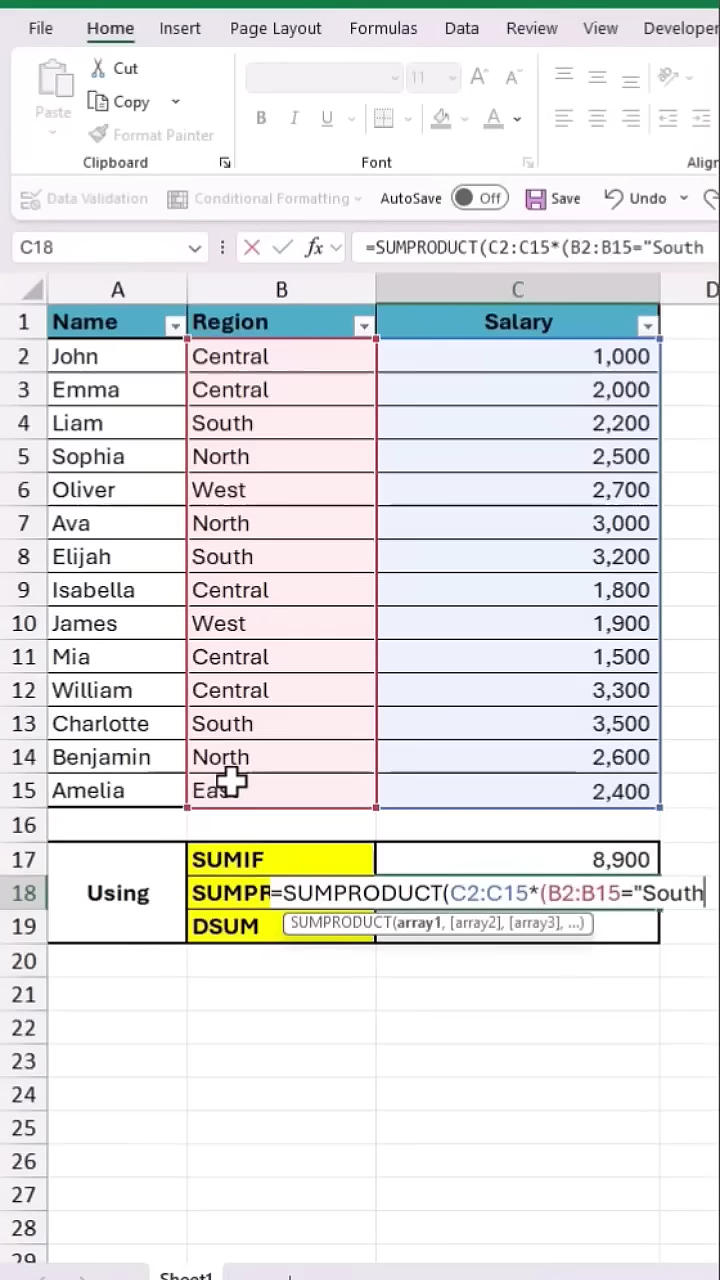 File Home Insert Page Layout Formulas Data Review View Developer
Cut
Copy
Paste
Format Painter
11 A A
B I U A
Clipboard Font
Data Validation Conditional Formatting AutoSave Off Save Undo
C18 fx =SUMPRODUCT(C2:C15*(B2:B15="South
A B C D
1 Name Region Salary
2 John Central 1,000
3 Emma Central 2,000
4 Liam South 2,200
5 Sophia North 2,500
6 Oliver West 2,700
7 Ava North 3,000
8 Elijah South 3,200
9 Isabella Central 1,800
10 James West 1,900
11 Mia Central 1,500
12 William Central 3,300
13 Charlotte South 3,500
14 Benjamin North 2,600
15 Amelia East 2,400
16
17 SUMIF 8,900
18 Using SUMPR=SUMPRODUCT(C2:C15*(B2:B15="South
19 DSUM SUMPRODUCT(array1, [array2], [array3], ...)
20
21
22
23
24
25
26
27
28
29
Sheet1